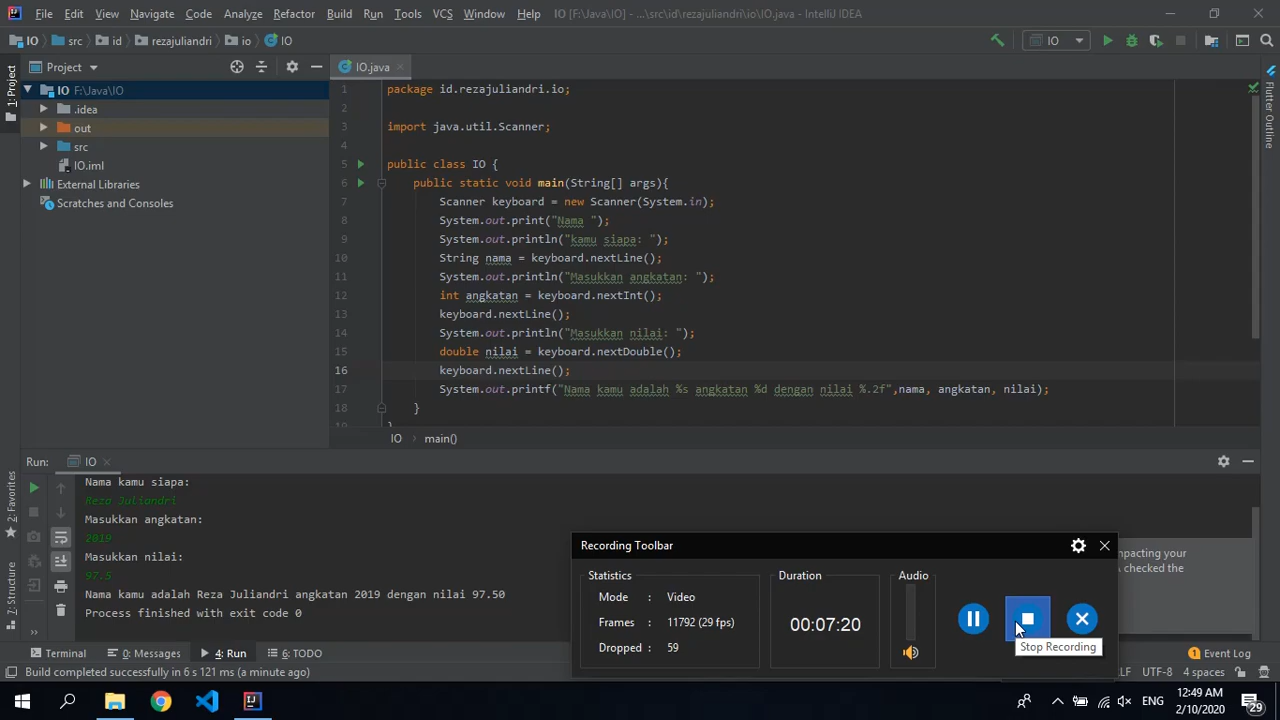 File Edit View Navigate Code Analyze Refactor Build Run Tools VCS Window Help IO [F:\Java\IO] - ...\src\id\rezajuliandri\io\IO.java - IntelliJ IDEA
IO src id rezajuliandri io IO IO
Project
IO.java
1: Project
IO F:\Java\IO
.idea
out
src
IO.iml
External Libraries
Scratches and Consoles
Flutter Outline
1 package id.rezajuliandri.io;
2
3 import java.util.Scanner;
4
5 public class IO {
6 public static void main(String[] args){
7 Scanner keyboard = new Scanner(System.in);
8 System.out.print("Nama ");
9 System.out.println("kamu siapa: ");
10 String nama = keyboard.nextLine();
11 System.out.println("Masukkan angkatan: ");
12 int angkatan = keyboard.nextInt();
13 keyboard.nextLine();
14 System.out.println("Masukkan nilai: ");
15 double nilai = keyboard.nextDouble();
16 keyboard.nextLine();
17 System.out.printf("Nama kamu adalah %s angkatan %d dengan nilai %.2f",nama, angkatan, nilai);
18 }
}
IO main()
Run: IO
2: Favorites
7: Structure
Nama kamu siapa:
Reza Juliandri
Masukkan angkatan:
2019
Masukkan nilai:
97.5
Nama kamu adalah Reza Juliandri angkatan 2019 dengan nilai 97.50
Process finished with exit code 0
Recording Toolbar
Statistics
Mode : Video
Frames : 11792 (29 fps)
Dropped : 59
Duration
00:07:20
Audio
Stop Recording
mpacting your
A checked the
Terminal 0: Messages 4: Run 6: TODO 1 Event Log
Build completed successfully in 6 s 121 ms (a minute ago) LF UTF-8 4 spaces
ENG
12:49 AM
2/10/2020
29